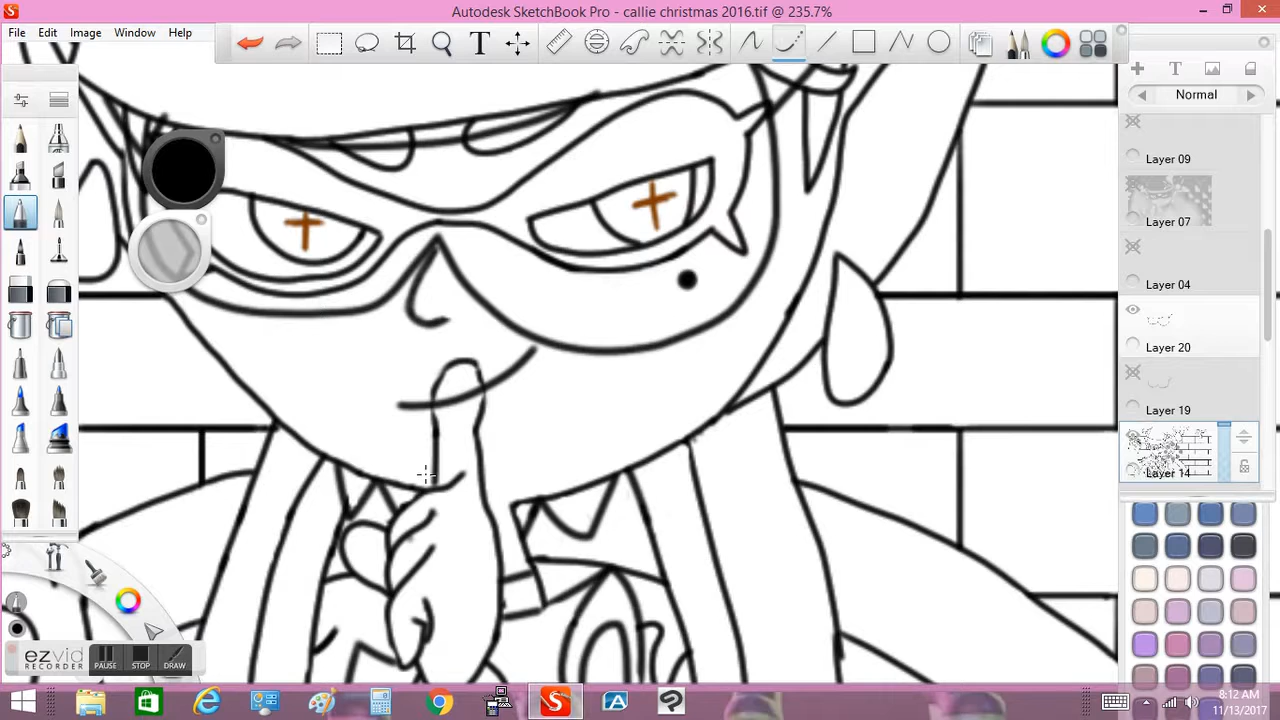 Autodesk SketchBook Pro - callie christmas 2016.tif @ 235.7%
File Edit Image Window Help
T
T
Normal
Layer 09
Layer 07
Layer 04
Layer 20
Layer 19
Layer 14
ezvid
RECORDER
PAUSE STOP DRAW
8:12 AM
11/13/2017